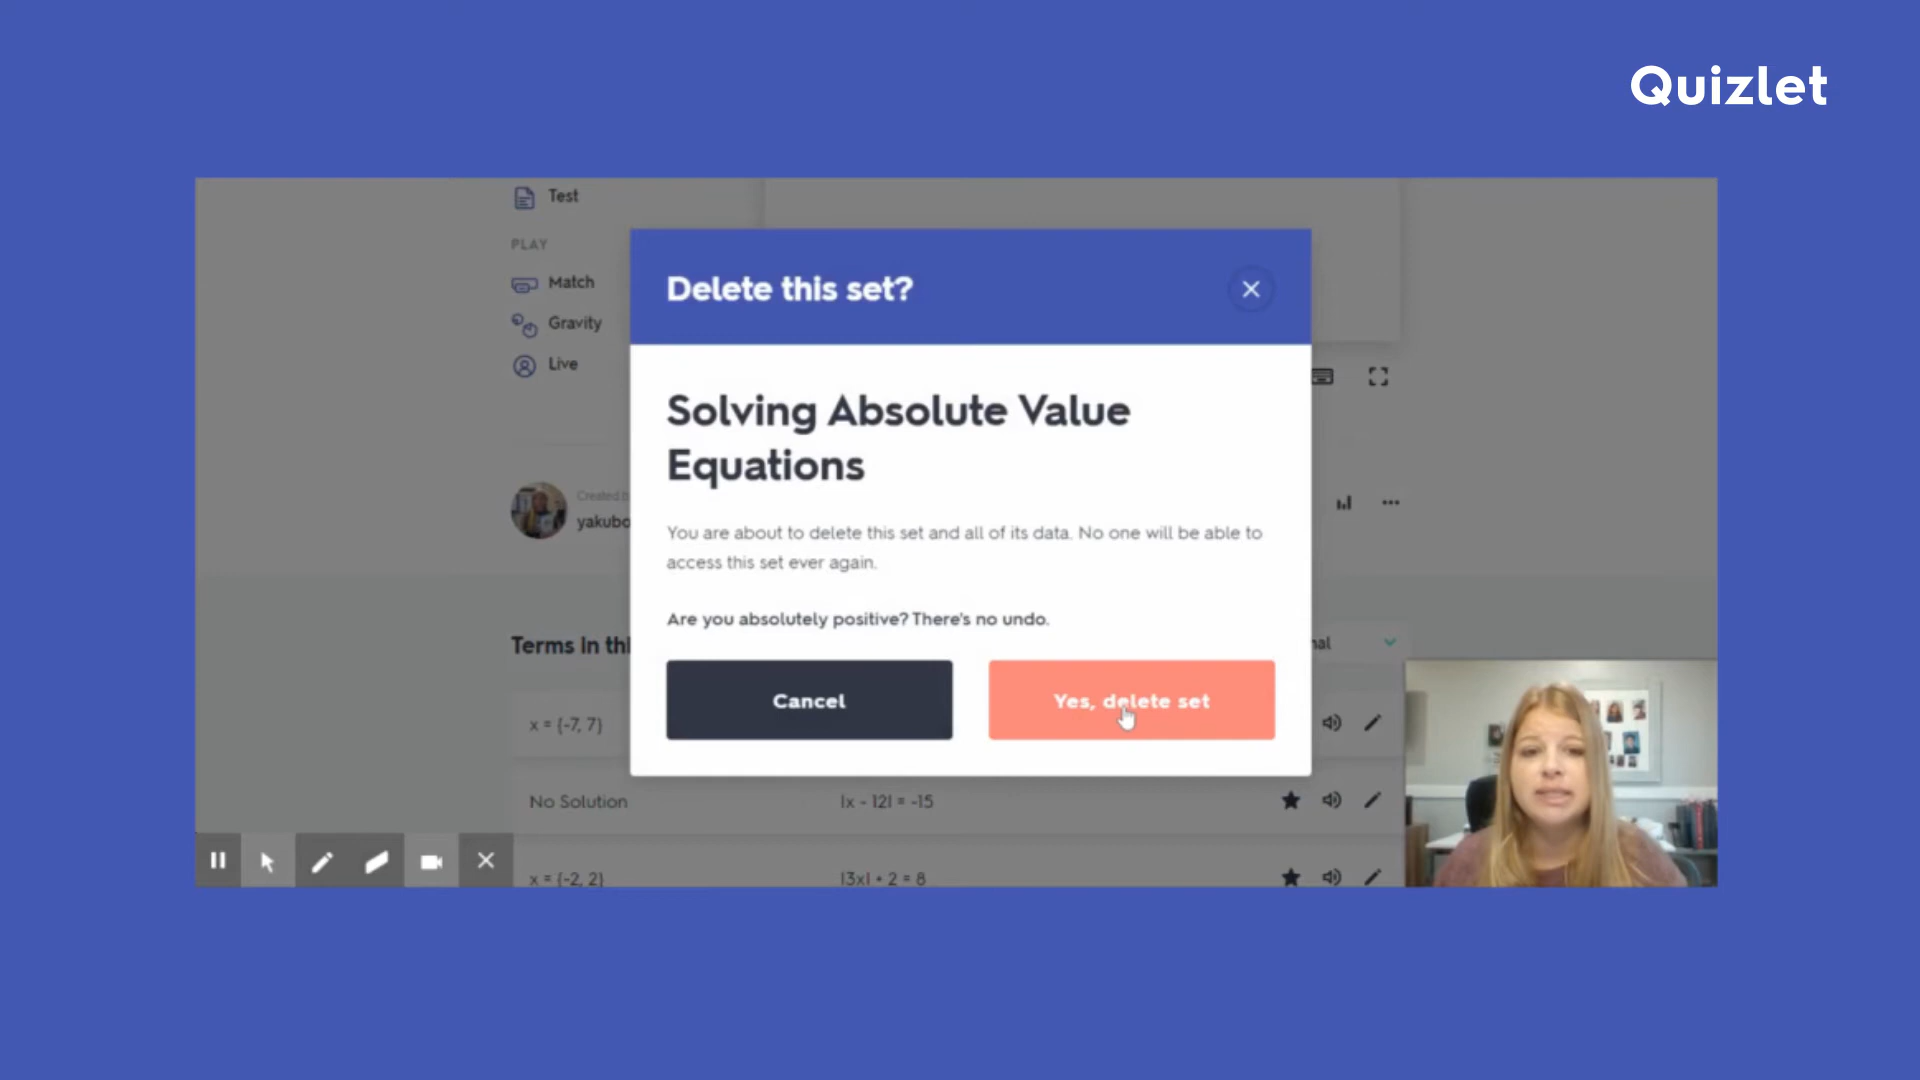 Quizlet
Test
PLAY
Match
Gravity
Live
Delete this set?
Solving Absolute Value
Equations
You are about to delete this set and all of its data. No one will be able to
access this set ever again.
Are you absolutely positive? There's no undo.
Cancel
Yes, delete set
Created
Terms in
x = {-7, 7}
No Solution
|x - 12| = -15
x = {-2, 2}
|3x| + 2 = 8